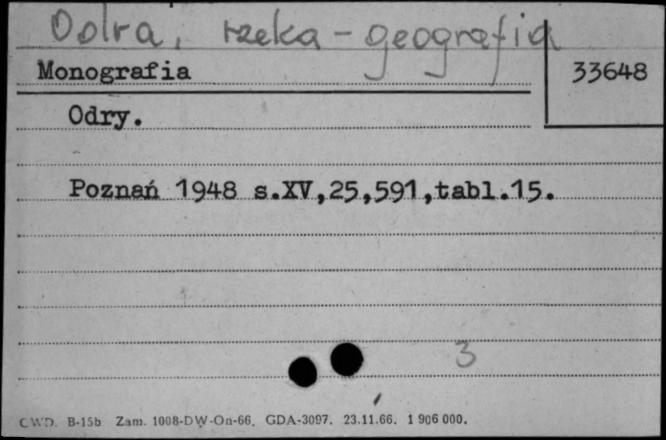 Odra, rzeka - geografia
Monografia
33648
Odry.
Poznań 1948 s.XV,25,591,tabl.15.
3
CWD. B-15b Zam. 1008-DW-On-66. GDA-3097. 23.11.66. 1 906 000.